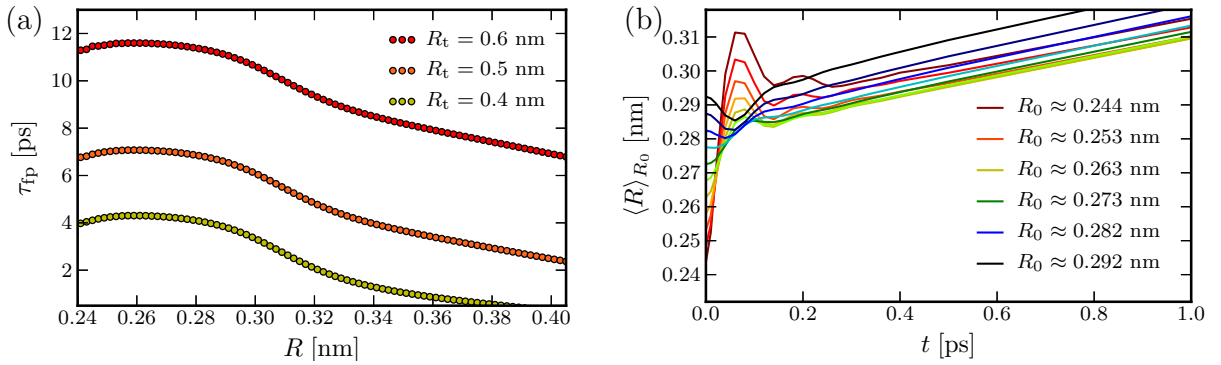 (a)
12
10
8
6
4
2
τfp [ps]
Rt = 0.6 nm
Rt = 0.5 nm
Rt = 0.4 nm
0.24 0.26 0.28 0.30 0.32 0.34 0.36 0.38 0.40
R [nm]
(b)
0.31
0.30
0.29
0.28
0.27
0.26
0.25
0.24
⟨R⟩R0 [nm]
R0 ≈ 0.244 nm
R0 ≈ 0.253 nm
R0 ≈ 0.263 nm
R0 ≈ 0.273 nm
R0 ≈ 0.282 nm
R0 ≈ 0.292 nm
0.0 0.2 0.4 0.6 0.8 1.0
t [ps]